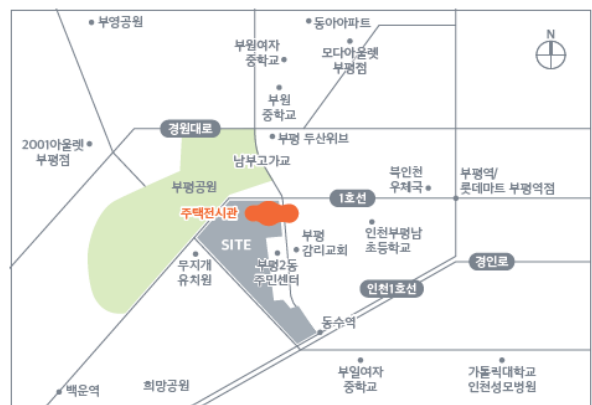 부영공원
동아아파트
부원여자
중학교
모다아울렛
부평점
N
부원
중학교
경원대로
부평 두산위브
2001아울렛
부평점
남부고가교
부평공원
북인천
우체국
부평역/
롯데마트 부평역점
1호선
주택전시관
SITE
부평
감리교회
인천부평남
초등학교
무지개
유치원
부평2동
주민센터
경인로
인천1호선
동수역
백운역
희망공원
부일여자
중학교
가톨릭대학교
인천성모병원